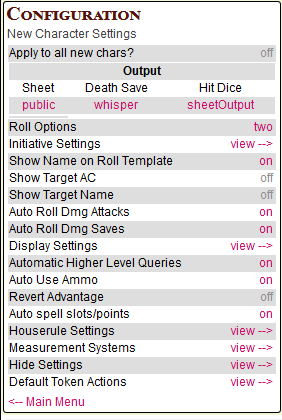 Configuration
New Character Settings
Apply to all new chars? off
Output
Sheet Death Save Hit Dice
public whisper sheetOutput
Roll Options two
Initiative Settings view -->
Show Name on Roll Template on
Show Target AC off
Show Target Name off
Auto Roll Dmg Attacks on
Auto Roll Dmg Saves on
Display Settings view -->
Automatic Higher Level Queries on
Auto Use Ammo on
Revert Advantage off
Auto spell slots/points on
Houserule Settings view -->
Measurement Systems view -->
Hide Settings view -->
Default Token Actions view -->
<-- Main Menu